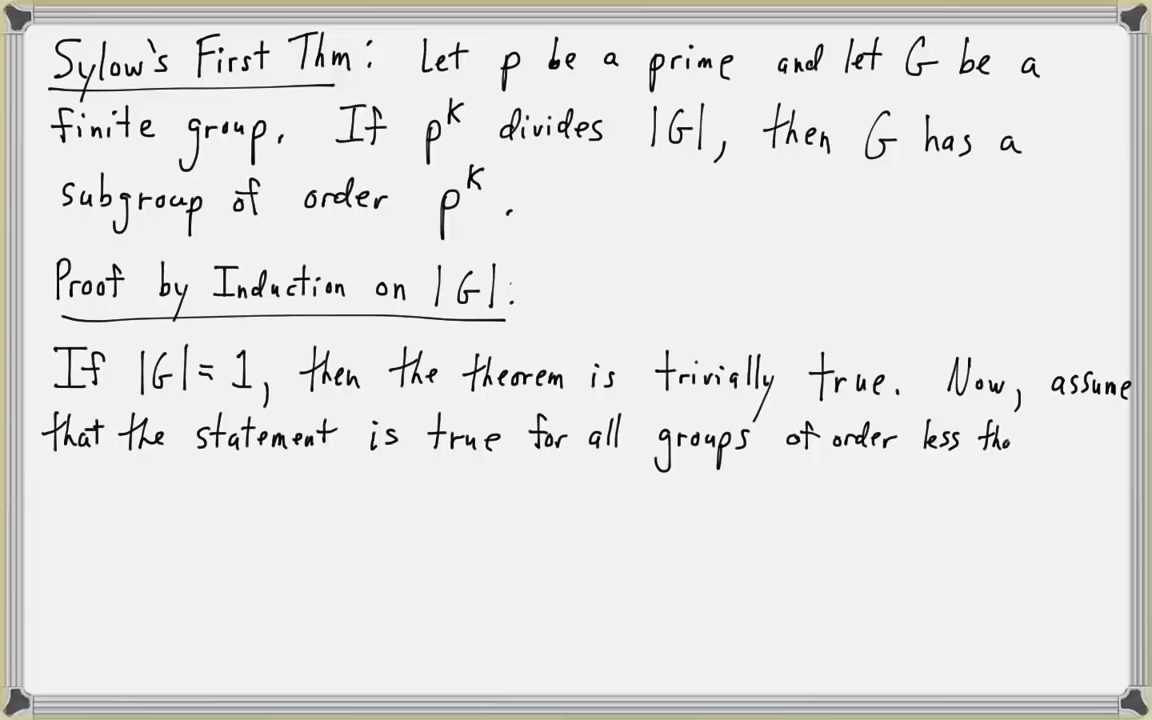 Sylow's First Thm: Let p be a prime and let G be a
finite group. If p^k divides |G|, then G has a
subgroup of order p^k.
Proof by Induction on |G|:
If |G| = 1, then the theorem is trivially true. Now, assume
that the statement is true for all groups of order less tha